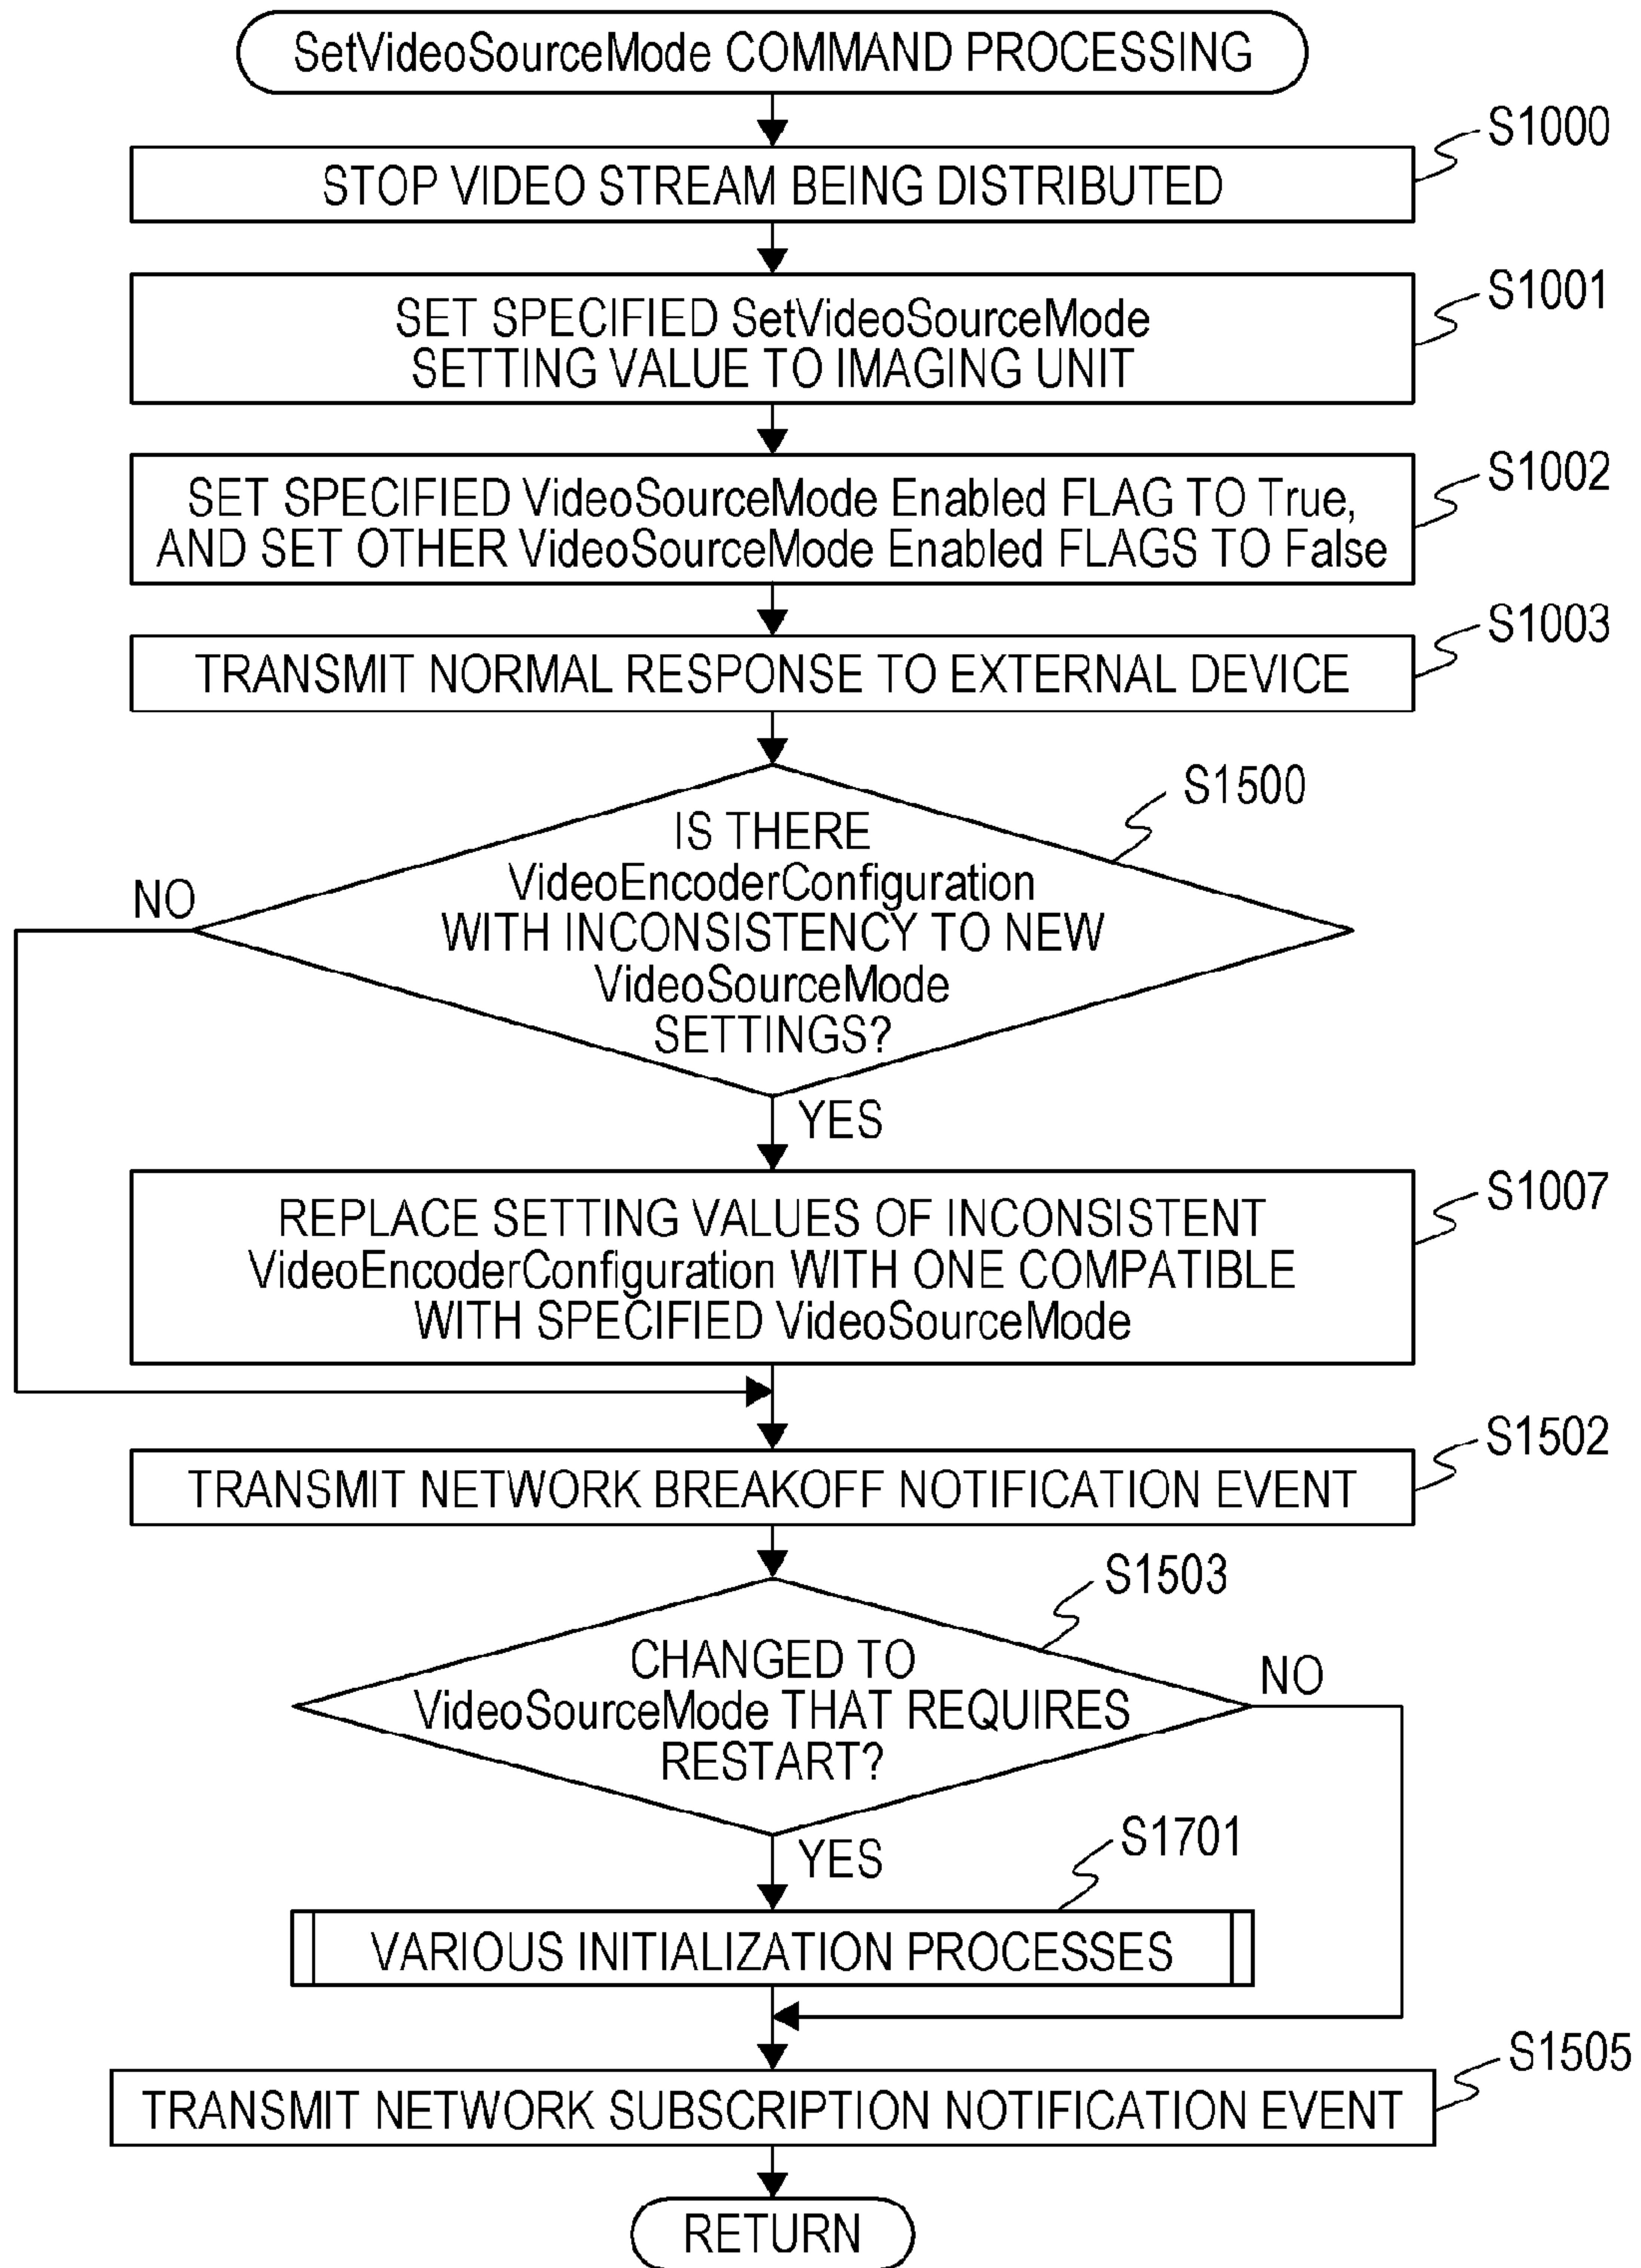 SetVideoSourceMode COMMAND PROCESSING
S1000
STOP VIDEO STREAM BEING DISTRIBUTED
S1001
SET SPECIFIED SetVideoSourceMode
SETTING VALUE TO IMAGING UNIT
S1002
SET SPECIFIED VideoSourceMode Enabled FLAG TO True,
AND SET OTHER VideoSourceMode Enabled FLAGS TO False
S1003
TRANSMIT NORMAL RESPONSE TO EXTERNAL DEVICE
S1500
IS THERE
VideoEncoderConfiguration
WITH INCONSISTENCY TO NEW
VideoSourceMode
SETTINGS?
NO
YES
S1007
REPLACE SETTING VALUES OF INCONSISTENT
VideoEncoderConfiguration WITH ONE COMPATIBLE
WITH SPECIFIED VideoSourceMode
S1502
TRANSMIT NETWORK BREAKOFF NOTIFICATION EVENT
S1503
CHANGED TO
VideoSourceMode THAT REQUIRES
RESTART?
NO
YES
S1701
VARIOUS INITIALIZATION PROCESSES
S1505
TRANSMIT NETWORK SUBSCRIPTION NOTIFICATION EVENT
RETURN